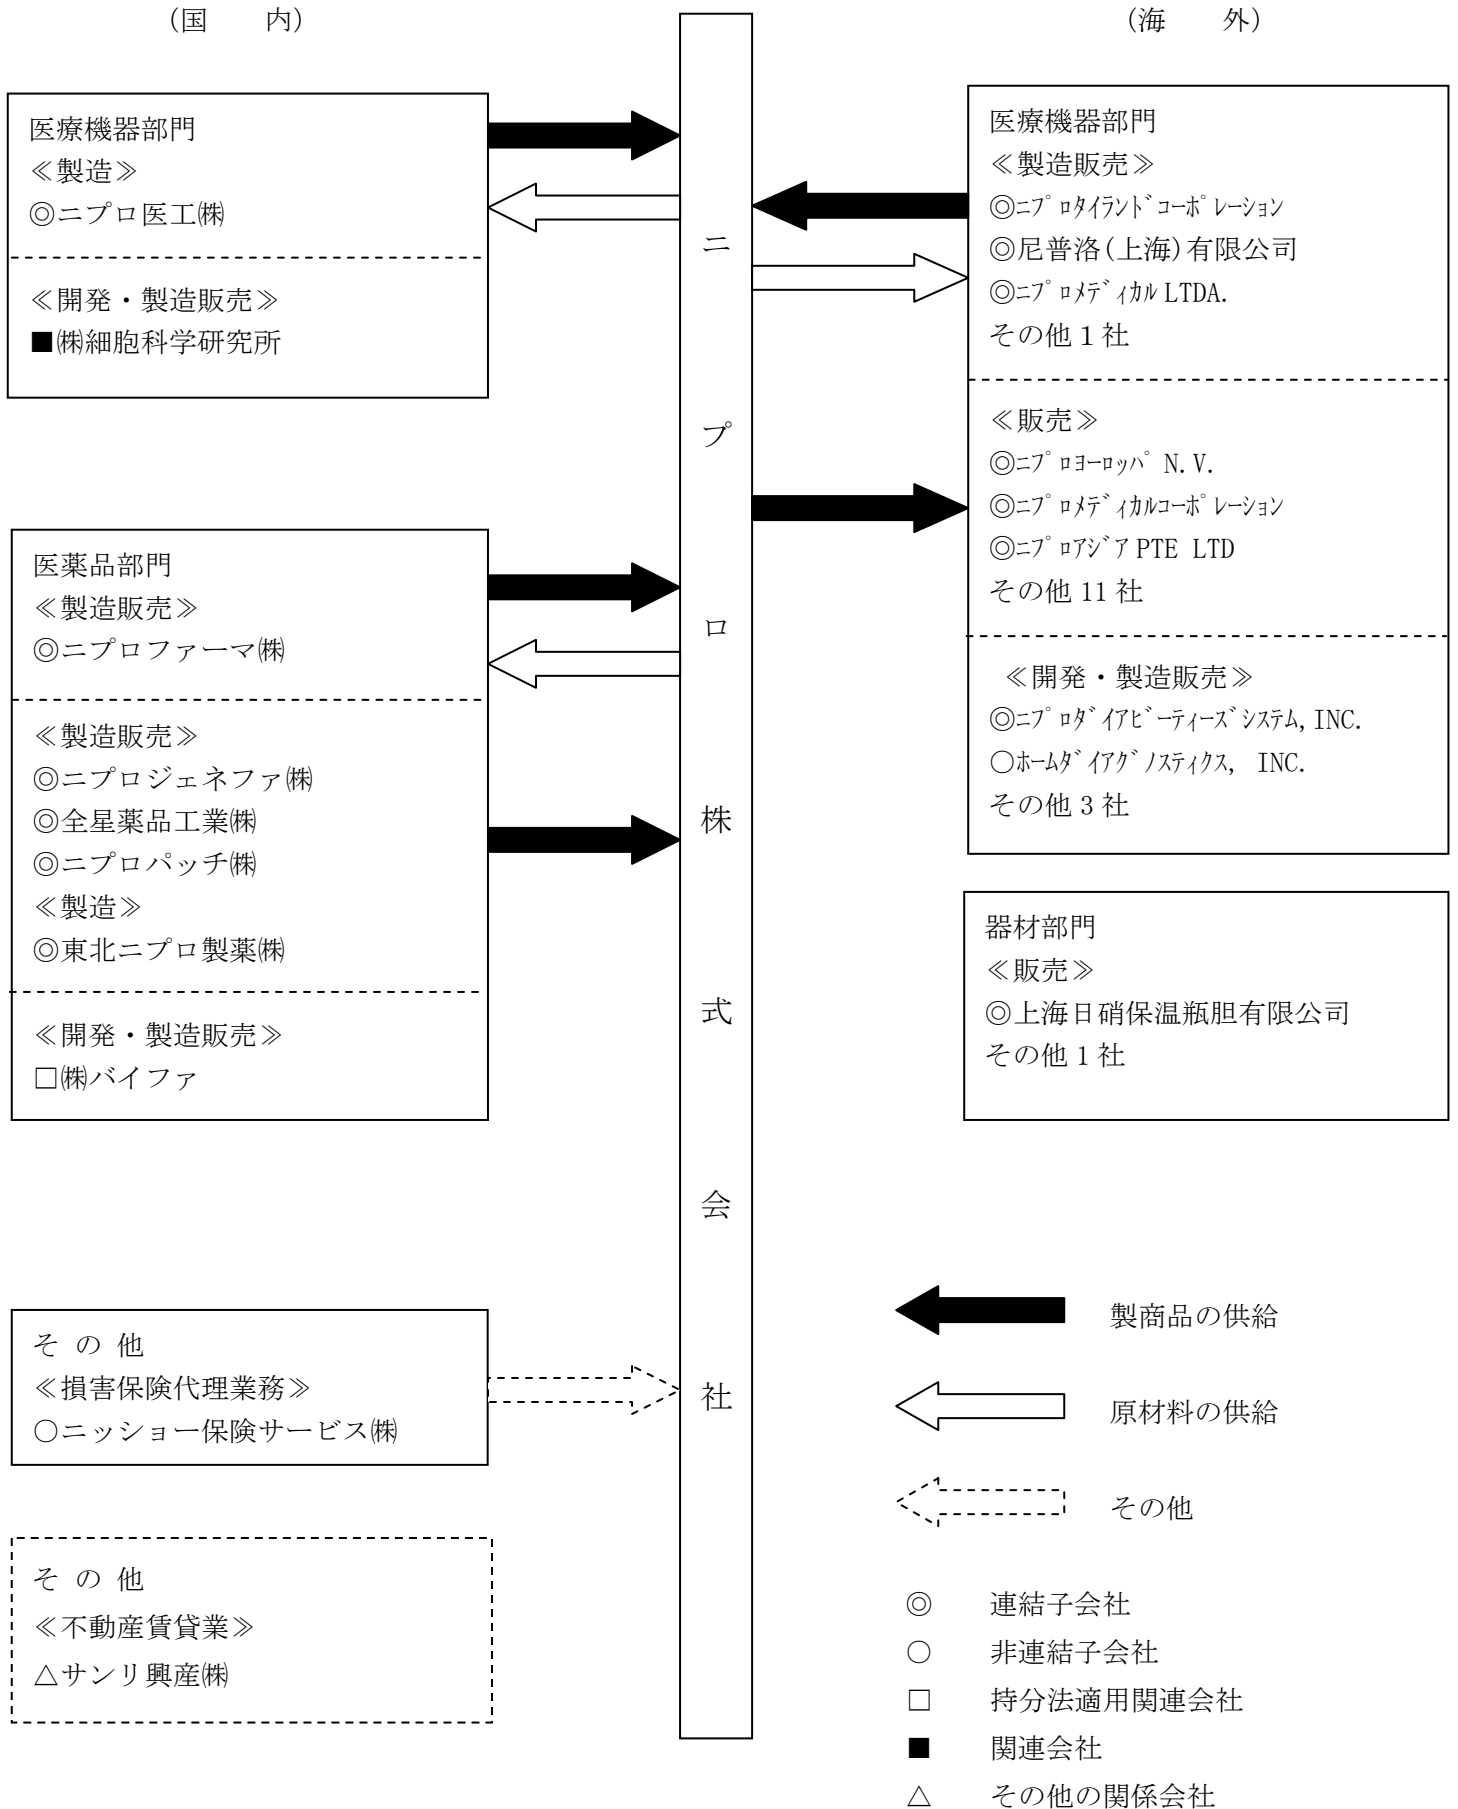 (国　　内)
医療機器部門
≪製造≫
◎ニプロ医工㈱
≪開発・製造販売≫
■㈱細胞科学研究所
医薬品部門
≪製造販売≫
◎ニプロファーマ㈱
≪製造販売≫
◎ニプロジェネファ㈱
◎全星薬品工業㈱
◎ニプロパッチ㈱
≪製造≫
◎東北ニプロ製薬㈱
≪開発・製造販売≫
□㈱バイファ
そ の 他
≪損害保険代理業務≫
○ニッショー保険サービス㈱
そ の 他
≪不動産賃貸業≫
△サンリ興産㈱
ニプロ株式会社
(海　　外)
医療機器部門
≪製造販売≫
◎ﾆﾌﾟﾛﾀｲﾗﾝﾄﾞｺｰﾎﾟﾚｰｼｮﾝ
◎尼普洛(上海)有限公司
◎ﾆﾌﾟﾛﾒﾃﾞｨｶﾙ LTDA.
その他１社
≪販売≫
◎ﾆﾌﾟﾛﾖｰﾛｯﾊﾟ N.V.
◎ﾆﾌﾟﾛﾒﾃﾞｨｶﾙｺｰﾎﾟﾚｰｼｮﾝ
◎ﾆﾌﾟﾛｱｼﾞｱ PTE LTD
その他 11 社
≪開発・製造販売≫
◎ﾆﾌﾟﾛﾀﾞｲｱﾋﾞｰﾃｨｰｽﾞｼｽﾃﾑ, INC.
○ﾎｰﾑﾀﾞｲｱｸﾞﾉｽﾃｨｸｽ, INC.
その他 3 社
器材部門
≪販売≫
◎上海日硝保温瓶胆有限公司
その他 1 社
製商品の供給
原材料の供給
その他
◎　連結子会社
○　非連結子会社
□　持分法適用関連会社
■　関連会社
△　その他の関係会社